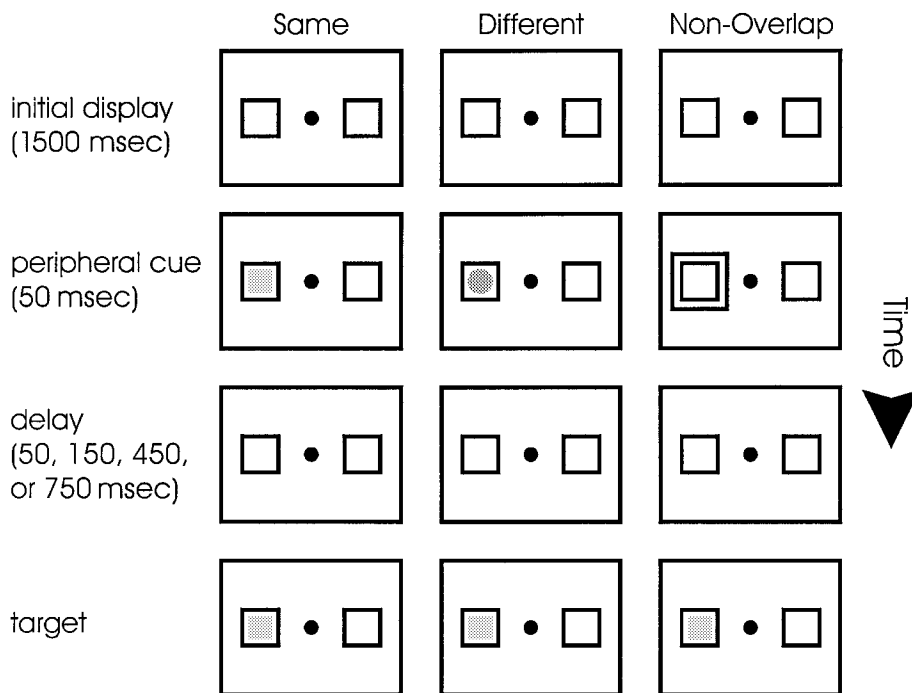 Same Different Non-Overlap
initial display
(1500 msec)
peripheral cue
(50 msec)
Time
delay
(50, 150, 450,
or 750 msec)
target